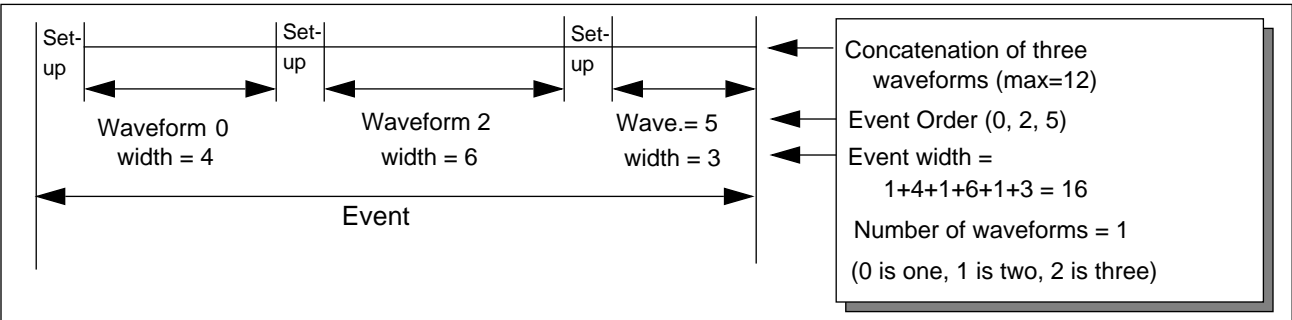 Set-
up
Set-
up
Set-
up
Waveform 0
width = 4
Waveform 2
width = 6
Wave.= 5
width = 3
Event
Concatenation of three
waveforms (max=12)
Event Order (0, 2, 5)
Event width =
1+4+1+6+1+3 = 16
Number of waveforms = 1
(0 is one, 1 is two, 2 is three)